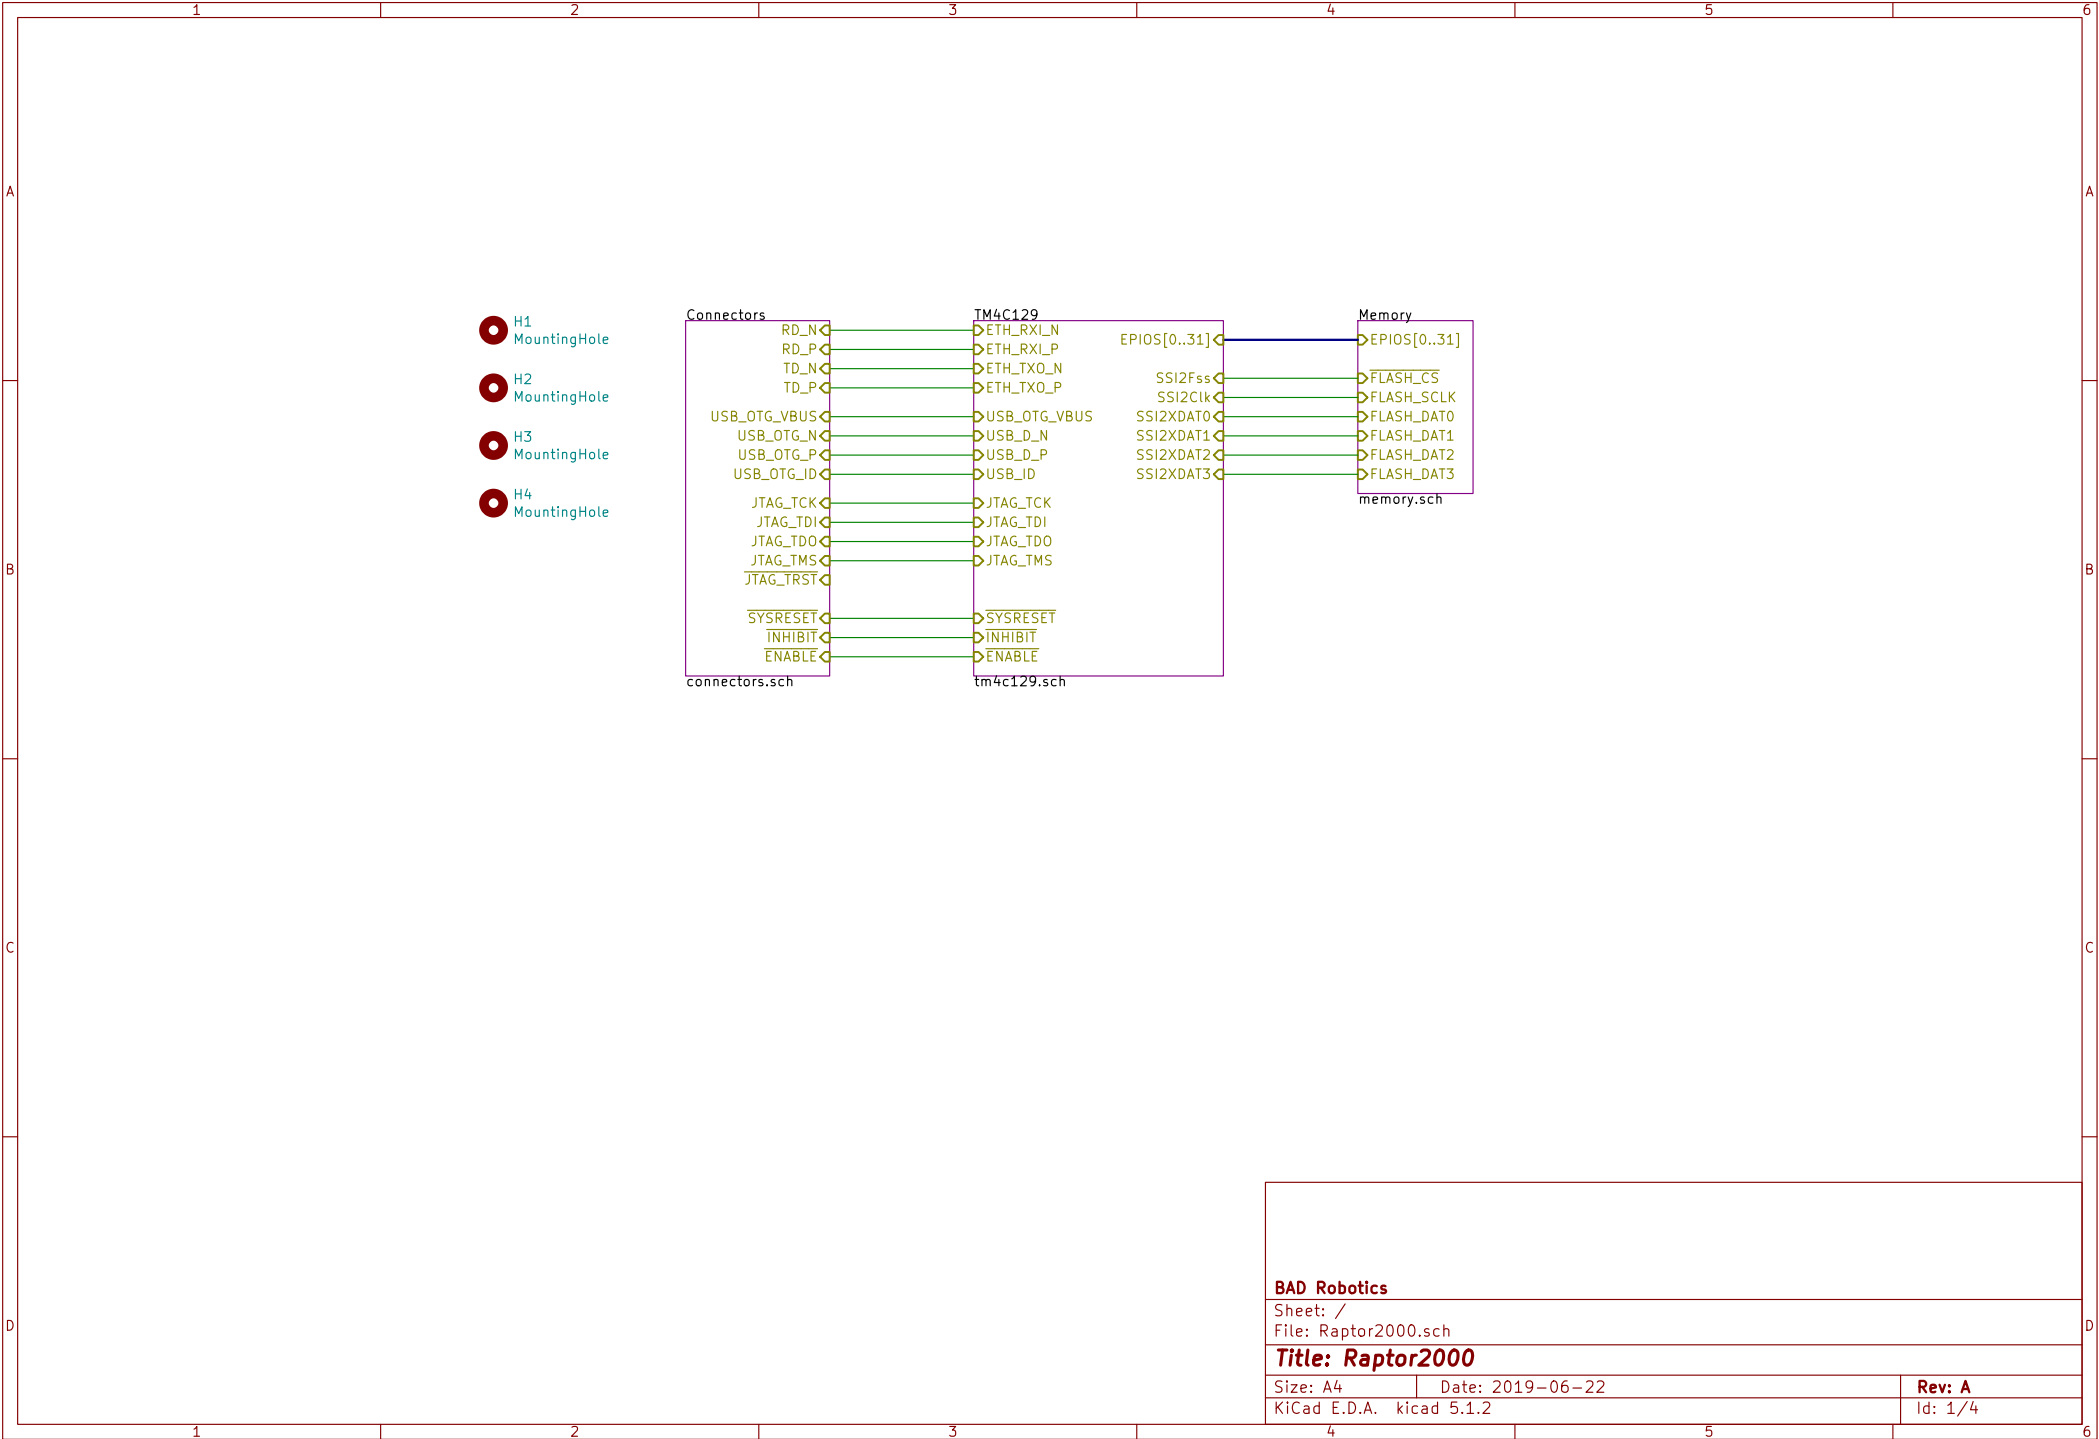 1 2 3 4 5 6
A A
B B
C C
D D
H1
MountingHole
H2
MountingHole
H3
MountingHole
H4
MountingHole
Connectors
RD_N
RD_P
TD_N
TD_P
USB_OTG_VBUS
USB_OTG_N
USB_OTG_P
USB_OTG_ID
JTAG_TCK
JTAG_TDI
JTAG_TDO
JTAG_TMS
JTAG_TRST
SYSRESET
INHIBIT
ENABLE
connectors.sch
TM4C129
ETH_RXI_N
ETH_RXI_P
ETH_TXO_N
ETH_TXO_P
USB_OTG_VBUS
USB_D_N
USB_D_P
USB_ID
JTAG_TCK
JTAG_TDI
JTAG_TDO
JTAG_TMS
SYSRESET
INHIBIT
ENABLE
EPIOS[0..31]
SSI2Fss
SSI2Clk
SSI2XDAT0
SSI2XDAT1
SSI2XDAT2
SSI2XDAT3
tm4c129.sch
Memory
EPIOS[0..31]
FLASH_CS
FLASH_SCLK
FLASH_DAT0
FLASH_DAT1
FLASH_DAT2
FLASH_DAT3
memory.sch
BAD Robotics
Sheet: /
File: Raptor2000.sch
Title: Raptor2000
Size: A4 Date: 2019-06-22 Rev: A
KiCad E.D.A. kicad 5.1.2 Id: 1/4
1 2 3 4 5 6